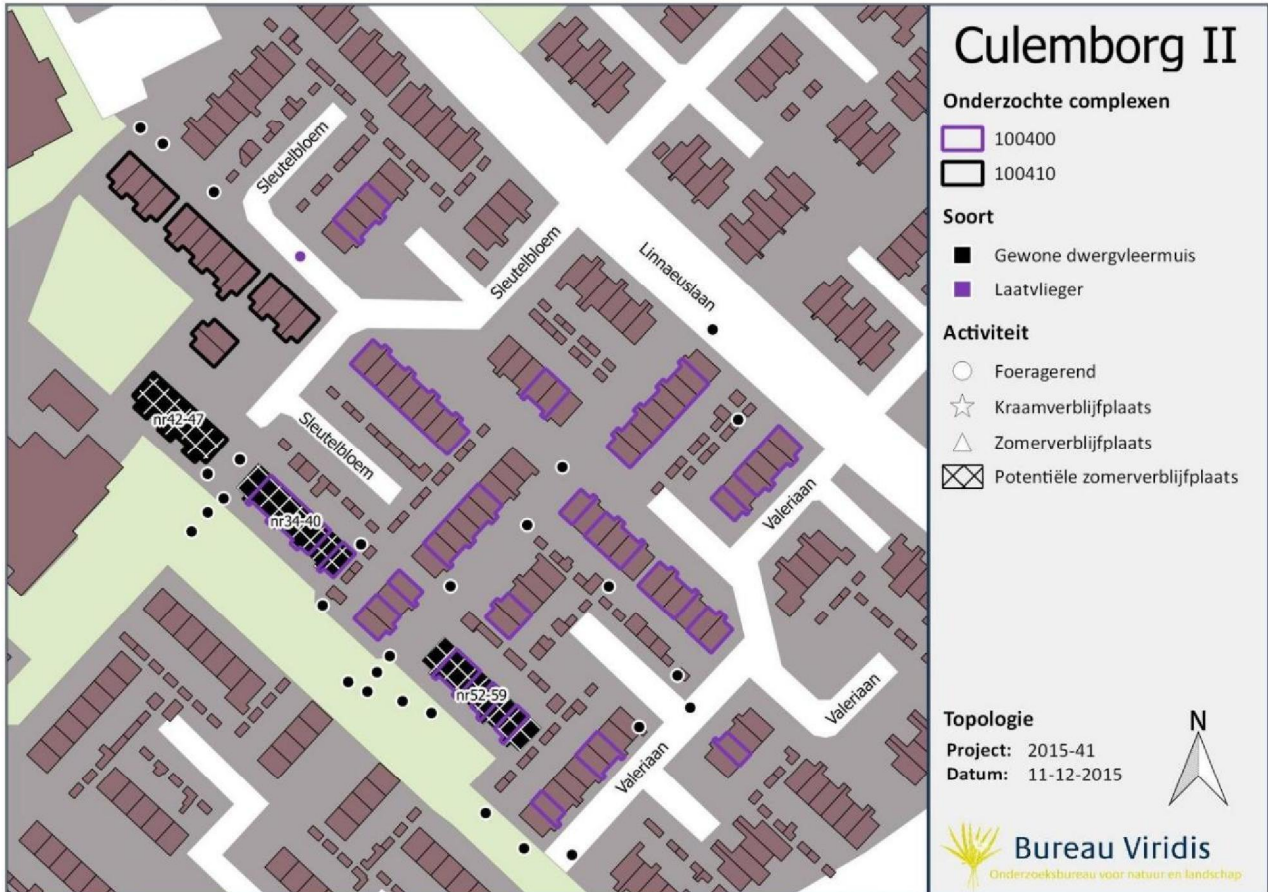 Culemborg II
Onderzochte complexen
100400
100410
Soort
Gewone dwergvleermuis
Laatvlieger
Activiteit
Foeragerend
Kraamverblijfplaats
Zomerverblijfplaats
Potentiële zomerverblijfplaats
Topologie
Project: 2015-41
Datum: 11-12-2015
N
Bureau Viridis
Onderzoeksbureau voor natuur en landschap
Sleutelbloem
Sleutelbloem
Linnaeuslaan
Sleutelbloem
nr42-47
nr34-40
nr52-59
Valeriaan
Valeriaan
Valeriaan